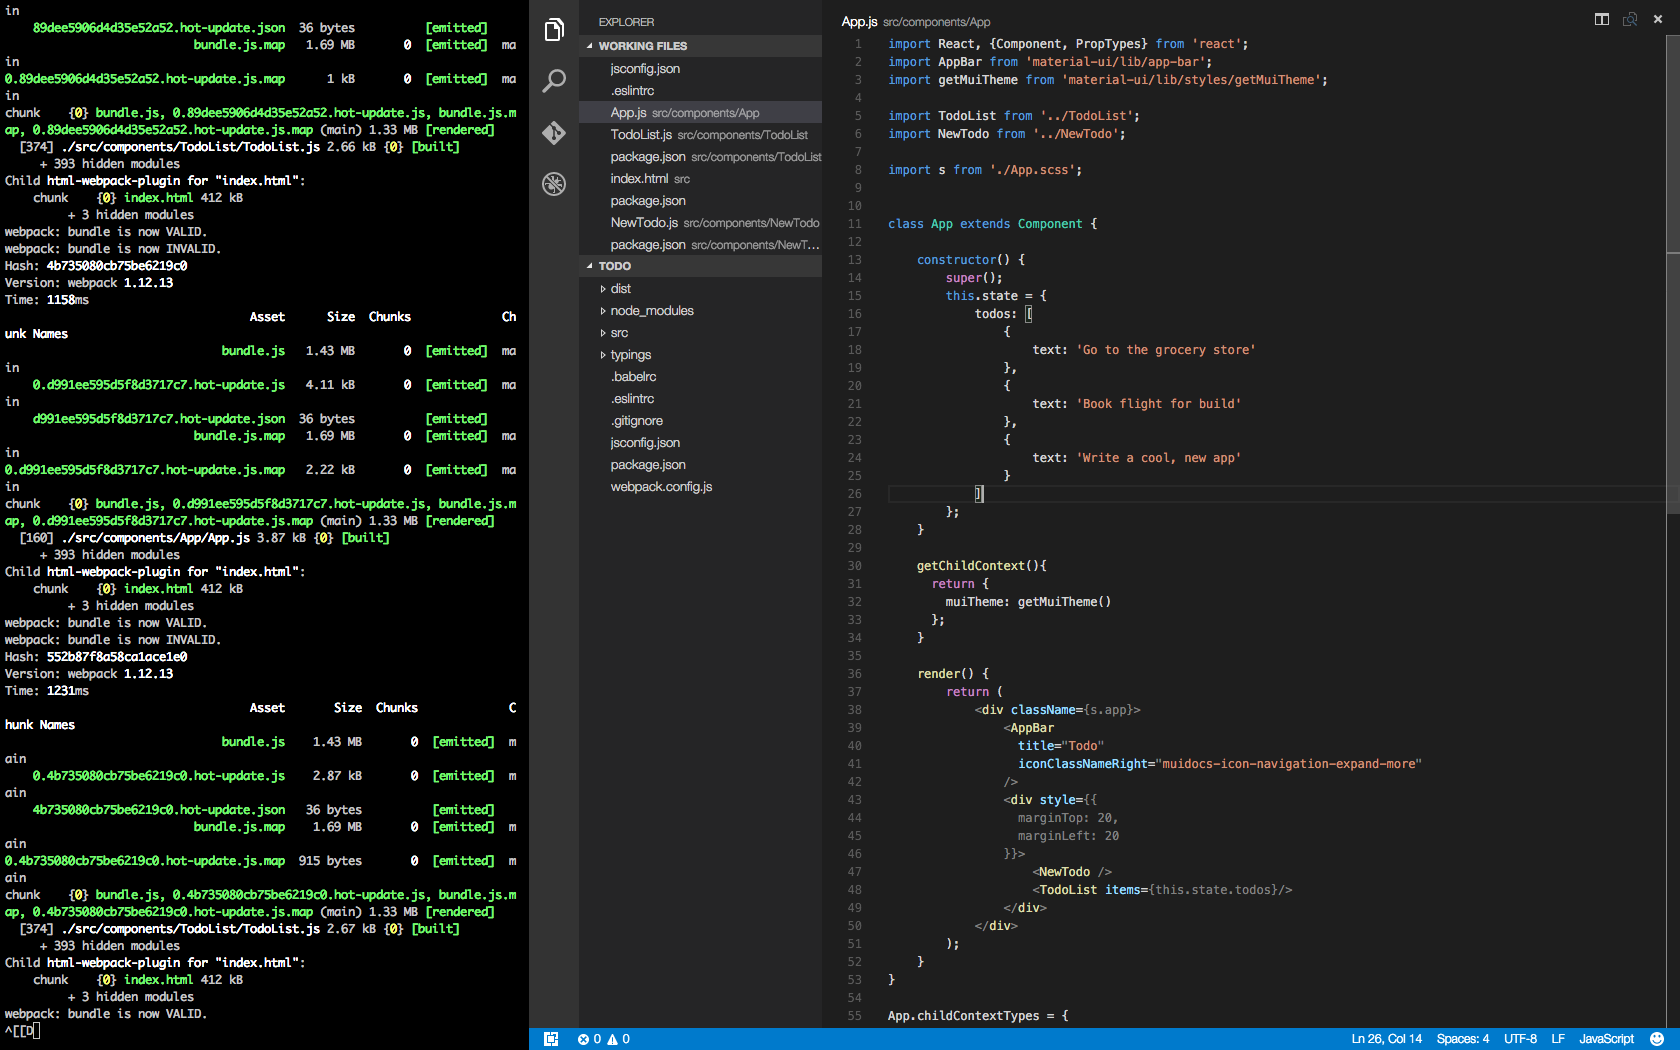 in
89dee5906d4d35e52a52.hot-update.json 36 bytes [emitted]
bundle.js.map 1.69 MB 0 [emitted] ma
in
0.89dee5906d4d35e52a52.hot-update.js.map 1 kB 0 [emitted] ma
in
chunk {0} bundle.js, 0.89dee5906d4d35e52a52.hot-update.js, bundle.js.m
ap, 0.89dee5906d4d35e52a52.hot-update.js.map (main) 1.33 MB [rendered]
[374] ./src/components/TodoList/TodoList.js 2.66 kB {0} [built]
+ 393 hidden modules
Child html-webpack-plugin for "index.html":
chunk {0} index.html 412 kB
+ 3 hidden modules
webpack: bundle is now VALID.
webpack: bundle is now INVALID.
Hash: 4b735080cb75be6219c0
Version: webpack 1.12.13
Time: 1158ms
Asset Size Chunks Ch
unk Names
bundle.js 1.43 MB 0 [emitted] ma
in
0.d991ee595d5f8d3717c7.hot-update.js 4.11 kB 0 [emitted] ma
in
d991ee595d5f8d3717c7.hot-update.json 36 bytes [emitted]
bundle.js.map 1.69 MB 0 [emitted] ma
in
0.d991ee595d5f8d3717c7.hot-update.js.map 2.22 kB 0 [emitted] ma
in
chunk {0} bundle.js, 0.d991ee595d5f8d3717c7.hot-update.js, bundle.js.m
ap, 0.d991ee595d5f8d3717c7.hot-update.js.map (main) 1.33 MB [rendered]
[160] ./src/components/App/App.js 3.87 kB {0} [built]
+ 393 hidden modules
Child html-webpack-plugin for "index.html":
chunk {0} index.html 412 kB
+ 3 hidden modules
webpack: bundle is now VALID.
webpack: bundle is now INVALID.
Hash: 552b87f8a58ca1ace1e0
Version: webpack 1.12.13
Time: 1231ms
Asset Size Chunks C
hunk Names
bundle.js 1.43 MB 0 [emitted] m
ain
0.4b735080cb75be6219c0.hot-update.js 2.87 kB 0 [emitted] m
ain
4b735080cb75be6219c0.hot-update.json 36 bytes [emitted]
bundle.js.map 1.69 MB 0 [emitted] m
ain
0.4b735080cb75be6219c0.hot-update.js.map 915 bytes 0 [emitted] m
ain
chunk {0} bundle.js, 0.4b735080cb75be6219c0.hot-update.js, bundle.js.m
ap, 0.4b735080cb75be6219c0.hot-update.js.map (main) 1.33 MB [rendered]
[374] ./src/components/TodoList/TodoList.js 2.67 kB {0} [built]
+ 393 hidden modules
Child html-webpack-plugin for "index.html":
chunk {0} index.html 412 kB
+ 3 hidden modules
webpack: bundle is now VALID.
^[[D
EXPLORER
WORKING FILES
jsconfig.json
.eslintrc
App.js src/components/App
TodoList.js src/components/TodoList
package.json src/components/TodoList
index.html src
package.json
NewTodo.js src/components/NewTodo
package.json src/components/NewT...
TODO
dist
node_modules
src
typings
.babelrc
.eslintrc
.gitignore
jsconfig.json
package.json
webpack.config.js
App.js src/components/App
1 import React, {Component, PropTypes} from 'react';
2 import AppBar from 'material-ui/lib/app-bar';
3 import getMuiTheme from 'material-ui/lib/styles/getMuiTheme';
4
5 import TodoList from '../TodoList';
6 import NewTodo from '../NewTodo';
7
8 import s from './App.scss';
9
10
11 class App extends Component {
12
13 constructor() {
14 super();
15 this.state = {
16 todos: [
17 {
18 text: 'Go to the grocery store'
19 },
20 {
21 text: 'Book flight for build'
22 },
23 {
24 text: 'Write a cool, new app'
25 }
26 ]
27 };
28 }
29
30 getChildContext(){
31 return {
32 muiTheme: getMuiTheme()
33 };
34 }
35
36 render() {
37 return (
38 <div className={s.app}>
39 <AppBar
40 title="Todo"
41 iconClassNameRight="muidocs-icon-navigation-expand-more"
42 />
43 <div style={{
44 marginTop: 20,
45 marginLeft: 20
46 }}>
47 <NewTodo />
48 <TodoList items={this.state.todos}/>
49 </div>
50 </div>
51 );
52 }
53 }
54
55 App.childContextTypes = {
0 0 Ln 26, Col 14 Spaces: 4 UTF-8 LF JavaScript